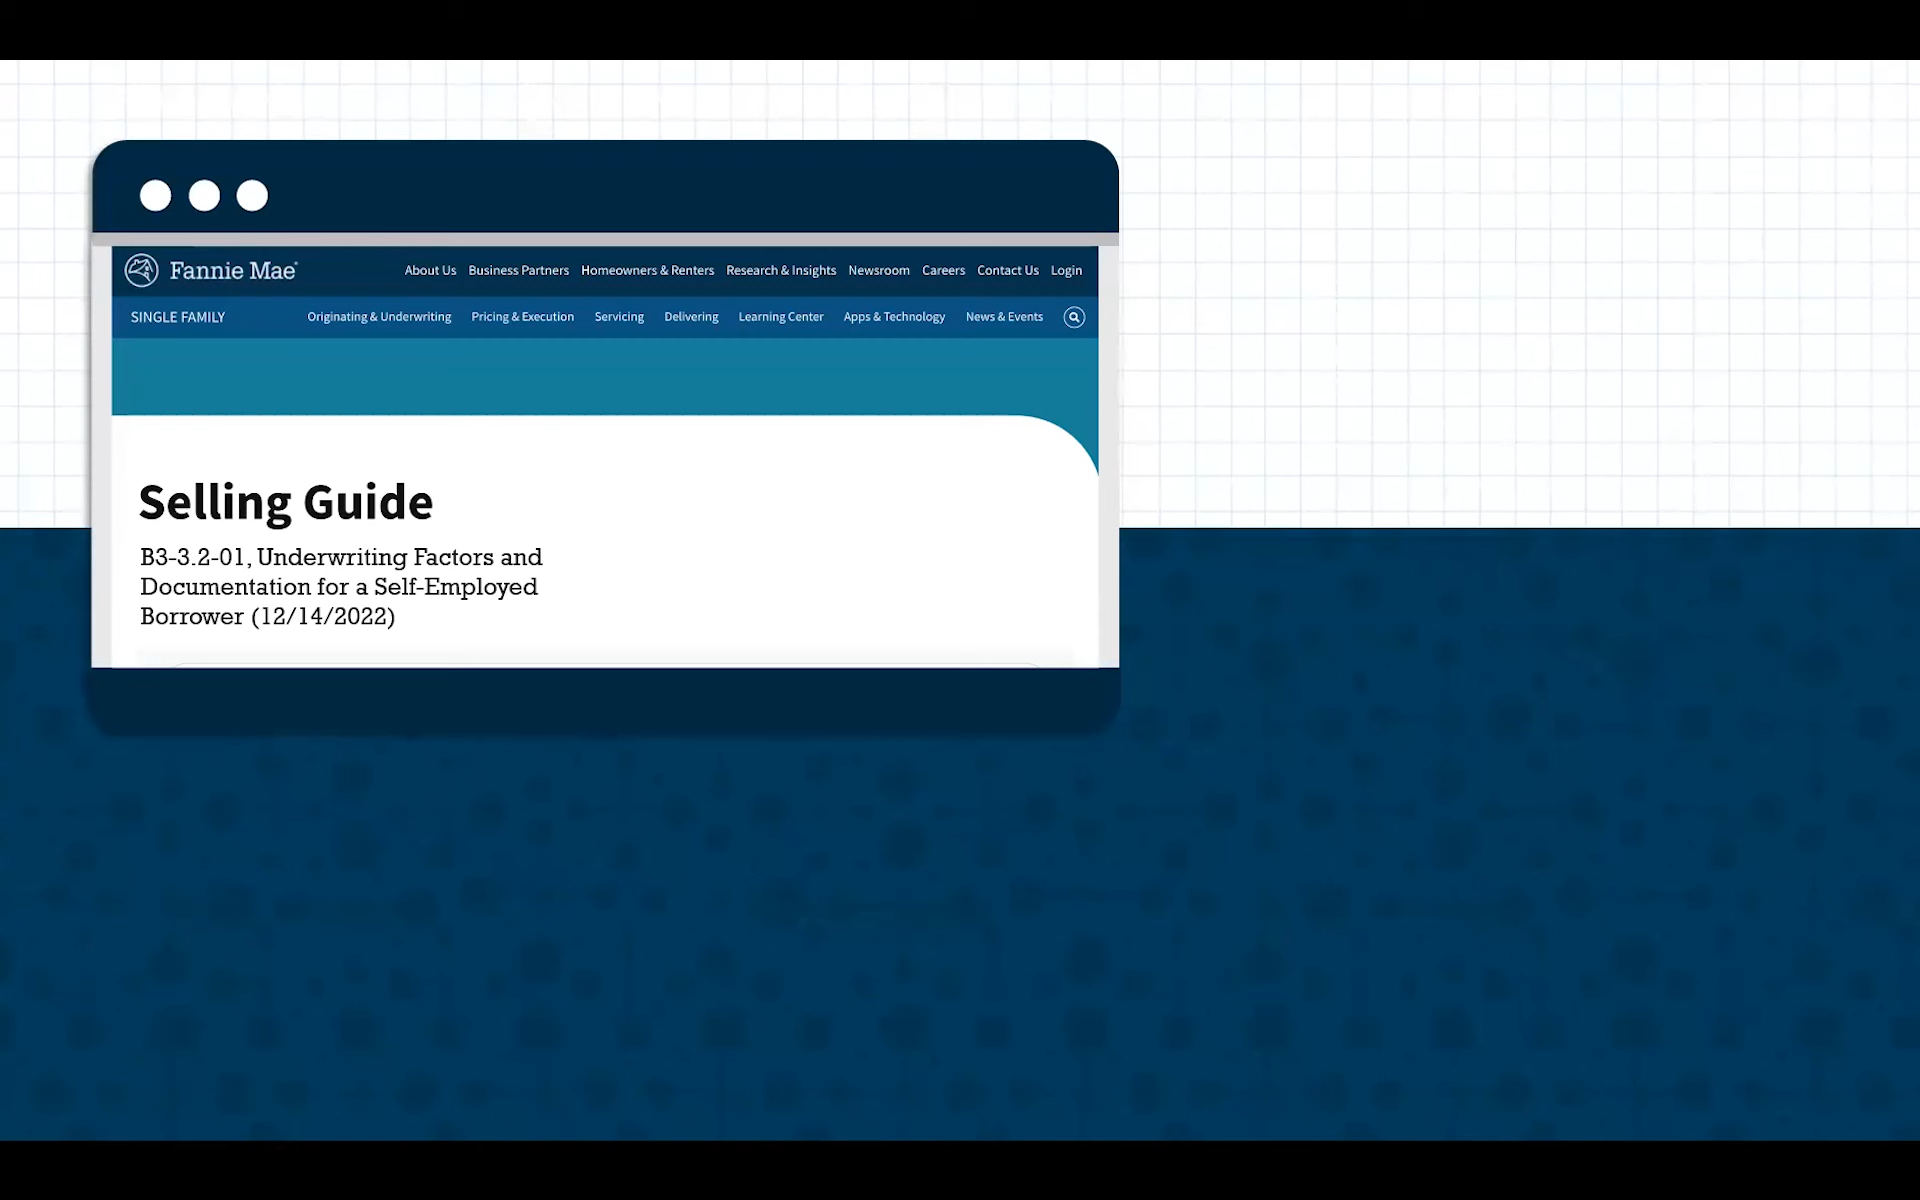 Fannie Mae®
About Us Business Partners Homeowners & Renters Research & Insights Newsroom Careers Contact Us Login
SINGLE FAMILY Originating & Underwriting Pricing & Execution Servicing Delivering Learning Center Apps & Technology News & Events
Selling Guide
B3-3.2-01, Underwriting Factors and
Documentation for a Self-Employed
Borrower (12/14/2022)